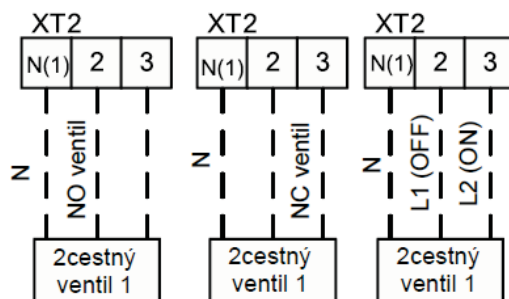 XT2
N(1) 2 3
N
NO ventil
2cestný
ventil 1
XT2
N(1) 2 3
N
NC ventil
2cestný
ventil 1
XT2
N(1) 2 3
N
L1 (OFF)
L2 (ON)
2cestný
ventil 1